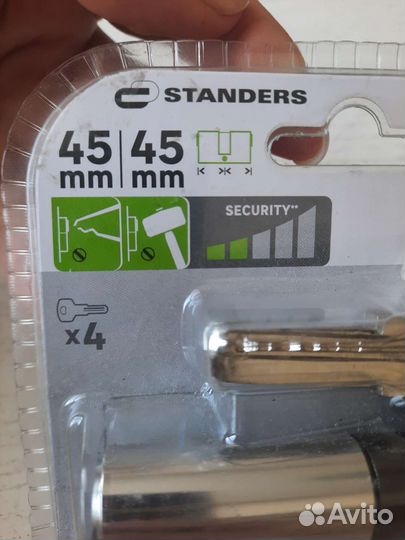 STANDERS
45 | 45
mm | mm
SECURITY**
x4
Avito